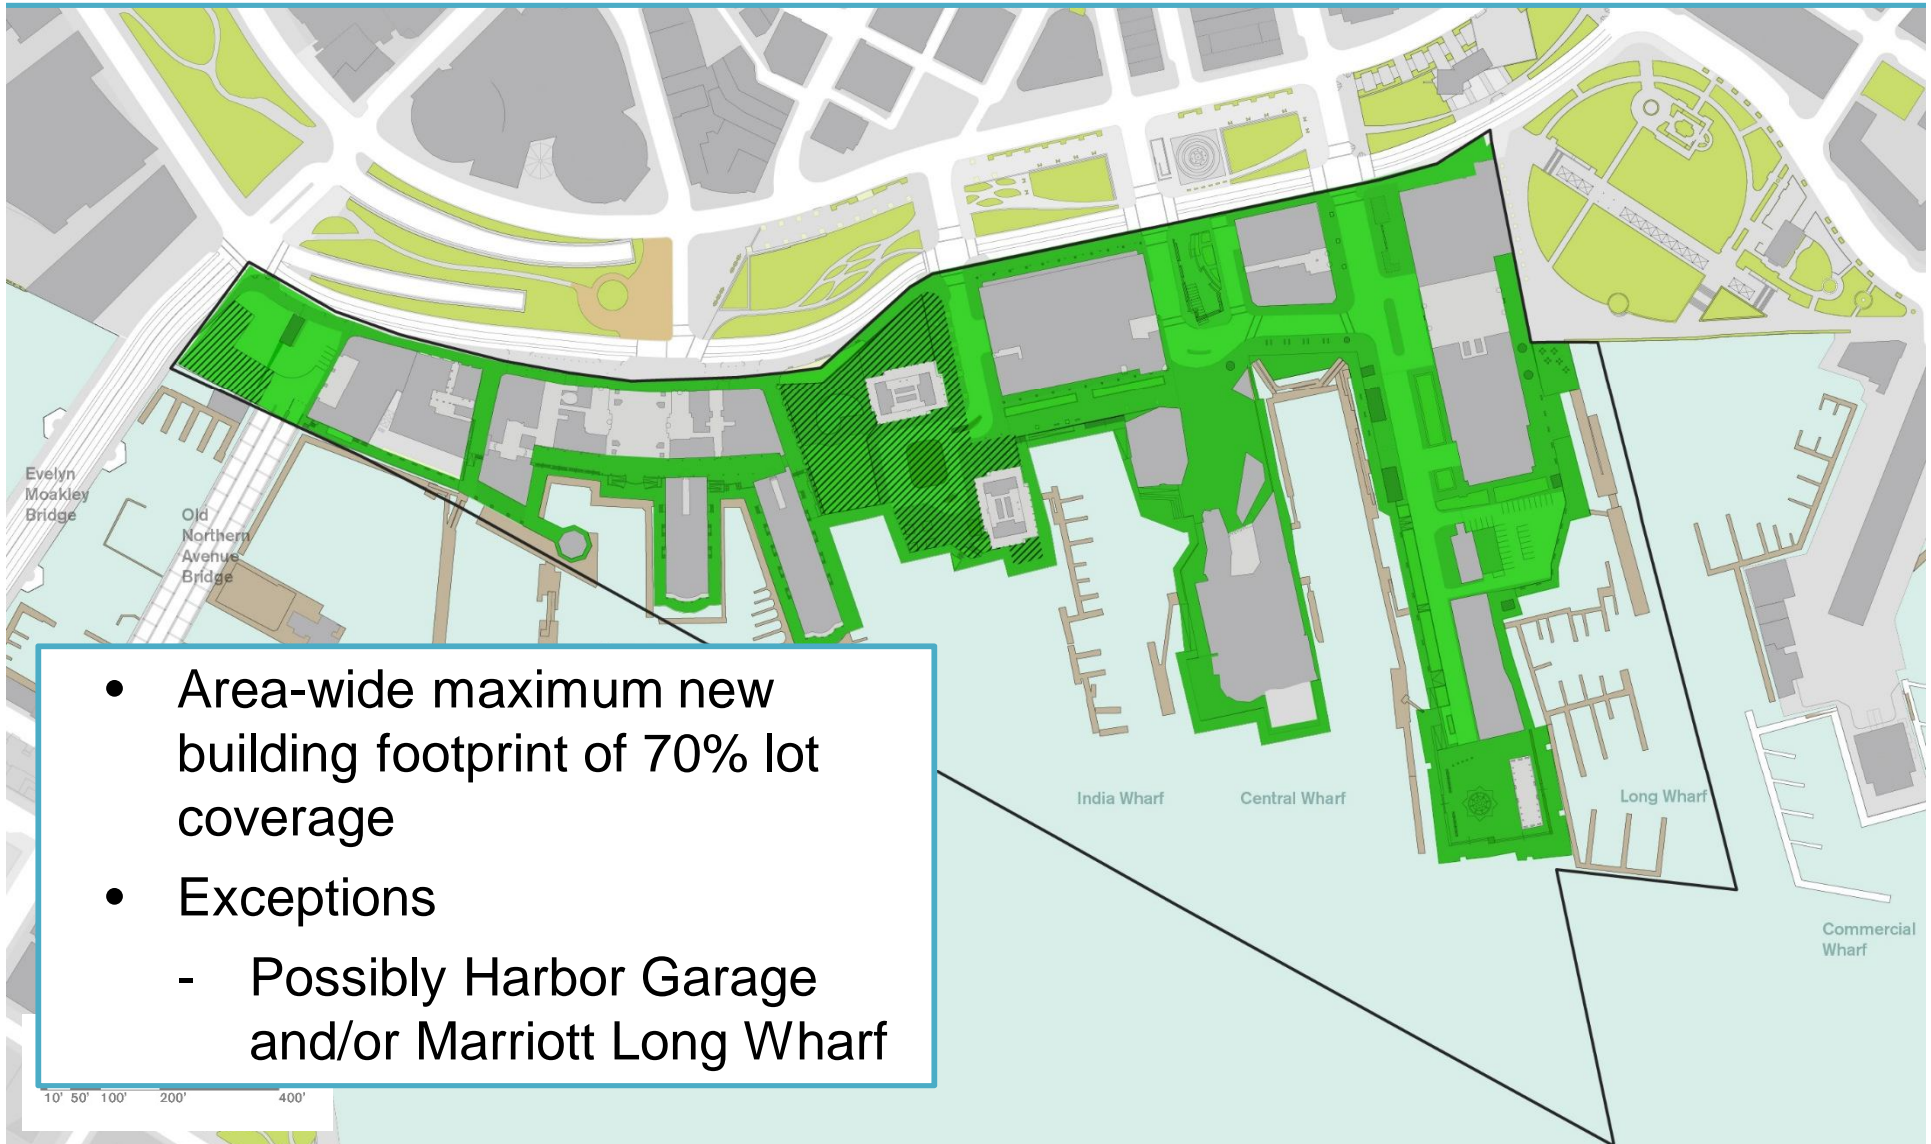 Evelyn
Moakley
Bridge
Old
Northern
Avenue
Bridge
• Area-wide maximum new
building footprint of 70% lot
coverage
• Exceptions
- Possibly Harbor Garage
and/or Marriott Long Wharf
India Wharf
Central Wharf
Long Wharf
Commercial
Wharf
10' 50' 100' 200' 400'